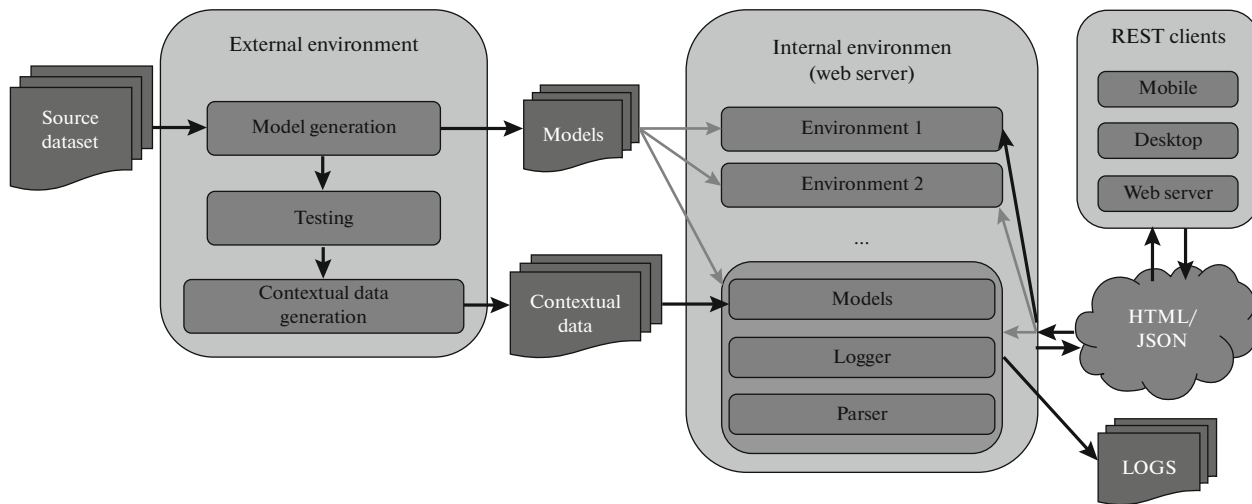 External environment
Source
dataset
Model generation
Testing
Contextual data
generation
Models
Contextual
data
Internal environmen
(web server)
Environment 1
Environment 2
...
Models
Logger
Parser
REST clients
Mobile
Desktop
Web server
HTML/
JSON
LOGS